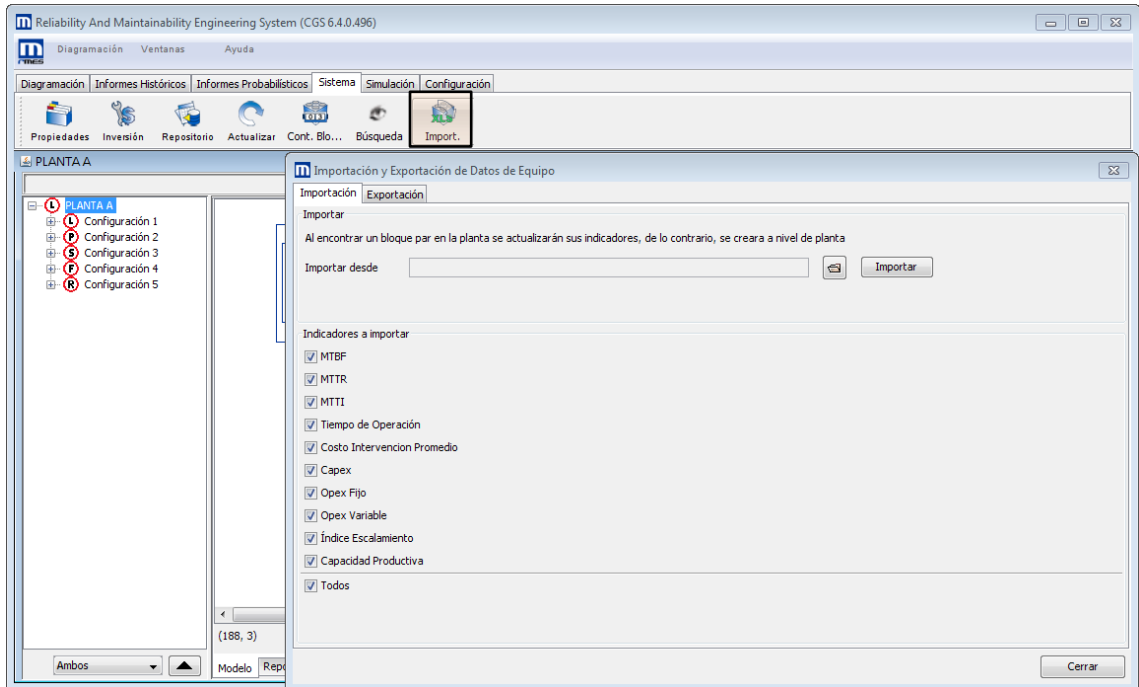 Reliability And Maintainability Engineering System (CGS 6.4.0.496)
Diagramación Ventanas Ayuda
Diagramación Informes Históricos Informes Probabilísticos Sistema Simulación Configuración
Propiedades Inversión Repositorio Actualizar Cont. Blo... Búsqueda Import.
PLANTA A
Importación y Exportación de Datos de Equipo
Importación Exportación
L PLANTA A
L Configuración 1
P Configuración 2
S Configuración 3
F Configuración 4
R Configuración 5
Importar
Al encontrar un bloque par en la planta se actualizarán sus indicadores, de lo contrario, se creara a nivel de planta
Importar desde Importar
Indicadores a importar
MTBF
MTTR
MTTI
Tiempo de Operación
Costo Intervencion Promedio
Capex
Opex Fijo
Opex Variable
Índice Escalamiento
Capacidad Productiva
Todos
(188, 3)
Ambos
Modelo Repo
Cerrar